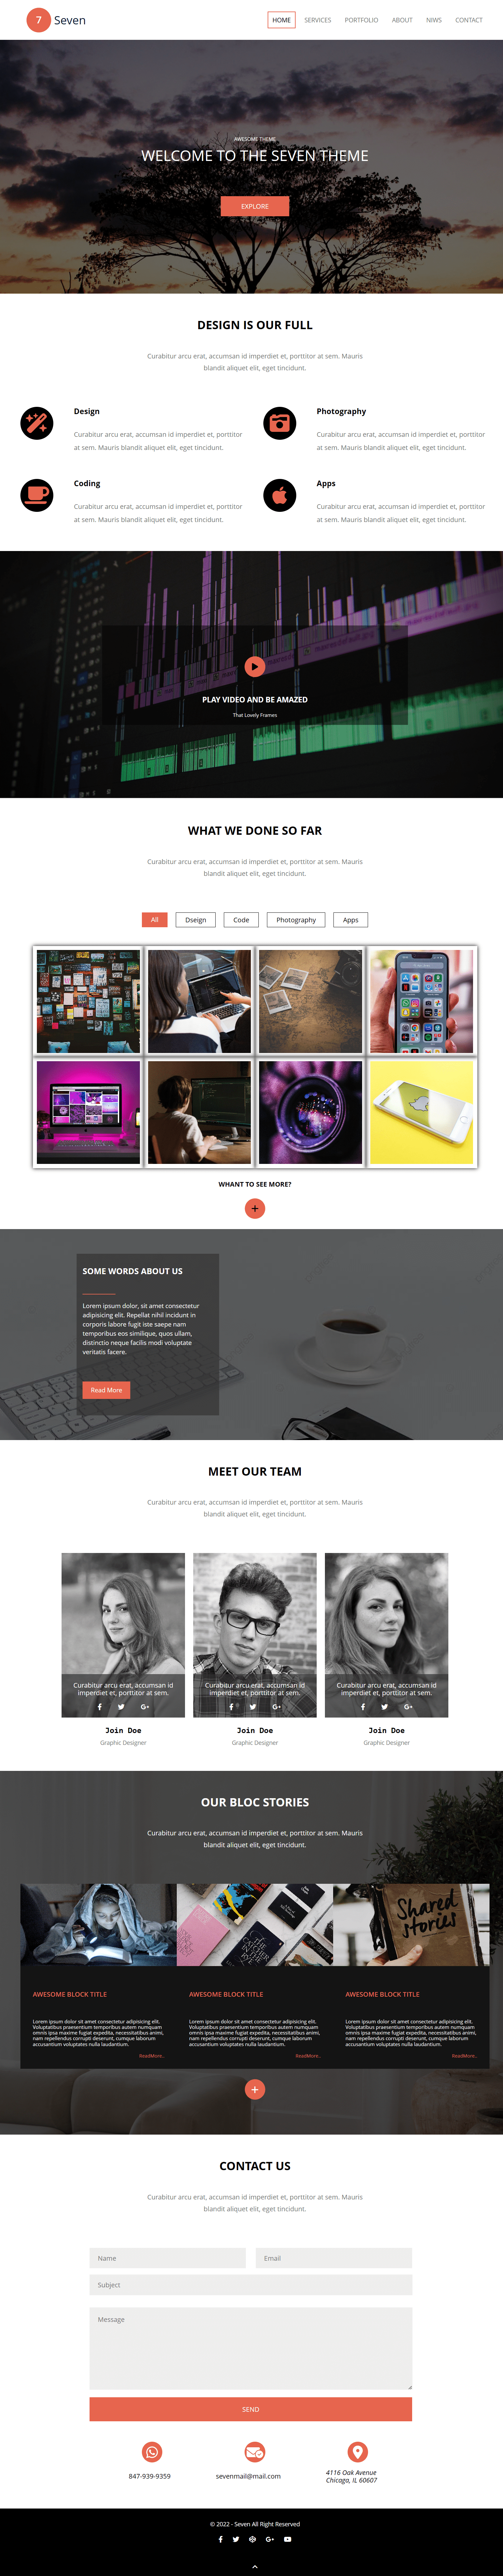 7 Seven
HOME SERVICES PORTFOLIO ABOUT NIWS CONTACT
AWESOME THEME
WELCOME TO THE SEVEN THEME
EXPLORE
DESIGN IS OUR FULL
Curabitur arcu erat, accumsan id imperdiet et, porttitor at sem. Mauris
blandit aliquet elit, eget tincidunt.
Design
Curabitur arcu erat, accumsan id imperdiet et, porttitor
at sem. Mauris blandit aliquet elit, eget tincidunt.
Photography
Curabitur arcu erat, accumsan id imperdiet et, porttitor
at sem. Mauris blandit aliquet elit, eget tincidunt.
Coding
Curabitur arcu erat, accumsan id imperdiet et, porttitor
at sem. Mauris blandit aliquet elit, eget tincidunt.
Apps
Curabitur arcu erat, accumsan id imperdiet et, porttitor
at sem. Mauris blandit aliquet elit, eget tincidunt.
PLAY VIDEO AND BE AMAZED
That Lovely Frames
WHAT WE DONE SO FAR
Curabitur arcu erat, accumsan id imperdiet et, porttitor at sem. Mauris
blandit aliquet elit, eget tincidunt.
All Dseign Code Photography Apps
WHANT TO SEE MORE?
SOME WORDS ABOUT US
Lorem ipsum dolor, sit amet consectetur
adipisicing elit. Repellat nihil incidunt in
corporis labore fugit iste saepe nam
temporibus eos similique, quos ullam,
distinctio neque facilis modi voluptate
veritatis facere.
Read More
MEET OUR TEAM
Curabitur arcu erat, accumsan id imperdiet et, porttitor at sem. Mauris
blandit aliquet elit, eget tincidunt.
Curabitur arcu erat, accumsan id
imperdiet et, porttitor at sem.
Join Doe
Graphic Designer
Curabitur arcu erat, accumsan id
imperdiet et, porttitor at sem.
Join Doe
Graphic Designer
Curabitur arcu erat, accumsan id
imperdiet et, porttitor at sem.
Join Doe
Graphic Designer
OUR BLOC STORIES
Curabitur arcu erat, accumsan id imperdiet et, porttitor at sem. Mauris
blandit aliquet elit, eget tincidunt.
Shared
stories
AWESOME BLOCK TITLE
Lorem ipsum dolor sit amet consectetur adipisicing elit.
Voluptatibus praesentium temporibus autem numquam
omnis ipsa maxime fugiat expedita, necessitatibus animi,
nam repellendus corrupti deserunt, cumque laborum
accusantium voluptates nulla laudantium.
ReadMore..
AWESOME BLOCK TITLE
Lorem ipsum dolor sit amet consectetur adipisicing elit.
Voluptatibus praesentium temporibus autem numquam
omnis ipsa maxime fugiat expedita, necessitatibus animi,
nam repellendus corrupti deserunt, cumque laborum
accusantium voluptates nulla laudantium.
ReadMore..
AWESOME BLOCK TITLE
Lorem ipsum dolor sit amet consectetur adipisicing elit.
Voluptatibus praesentium temporibus autem numquam
omnis ipsa maxime fugiat expedita, necessitatibus animi,
nam repellendus corrupti deserunt, cumque laborum
accusantium voluptates nulla laudantium.
ReadMore..
CONTACT US
Curabitur arcu erat, accumsan id imperdiet et, porttitor at sem. Mauris
blandit aliquet elit, eget tincidunt.
Name
Email
Subject
Message
SEND
847-939-9359
sevenmail@mail.com
4116 Oak Avenue
Chicago, IL 60607
© 2022 - Seven All Right Reserved